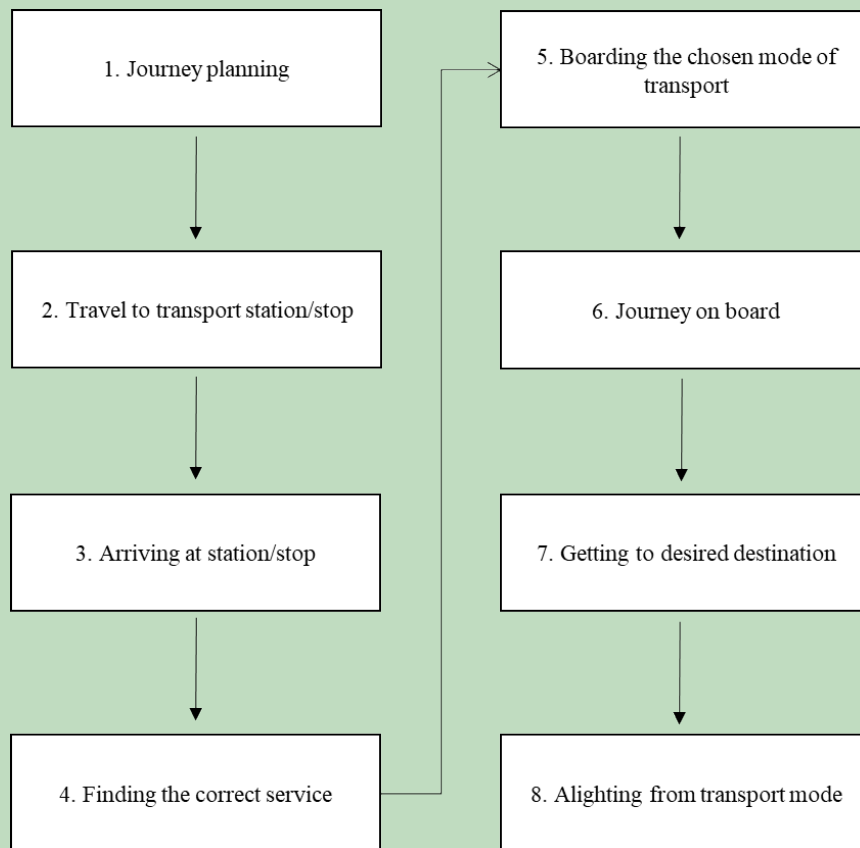 1. Journey planning
2. Travel to transport station/stop
3. Arriving at station/stop
4. Finding the correct service
5. Boarding the chosen mode of
transport
6. Journey on board
7. Getting to desired destination
8. Alighting from transport mode